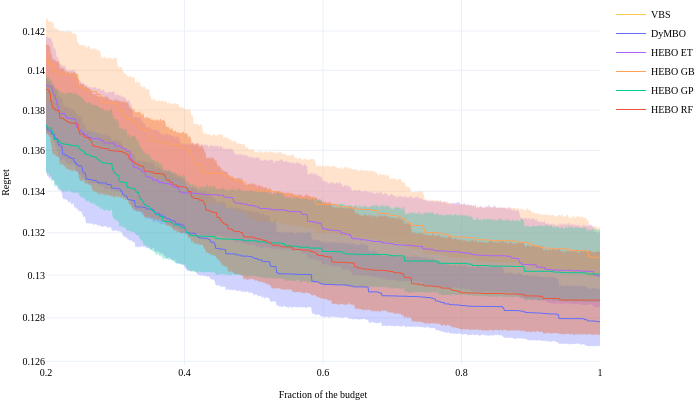 0.142
0.14
0.138
0.136
0.134
0.132
0.13
0.128
0.126
Regret
0.2
0.4
0.6
0.8
1
Fraction of the budget
VBS
DyMBO
HEBO ET
HEBO GB
HEBO GP
HEBO RF